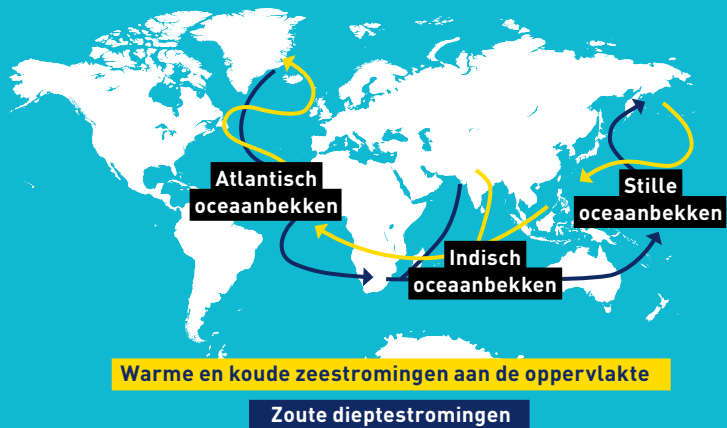 Atlantisch
oceaanbekken
Stille
oceaanbekken
Indisch
oceaanbekken
Warme en koude zeestromingen aan de oppervlakte
Zoute dieptestromingen